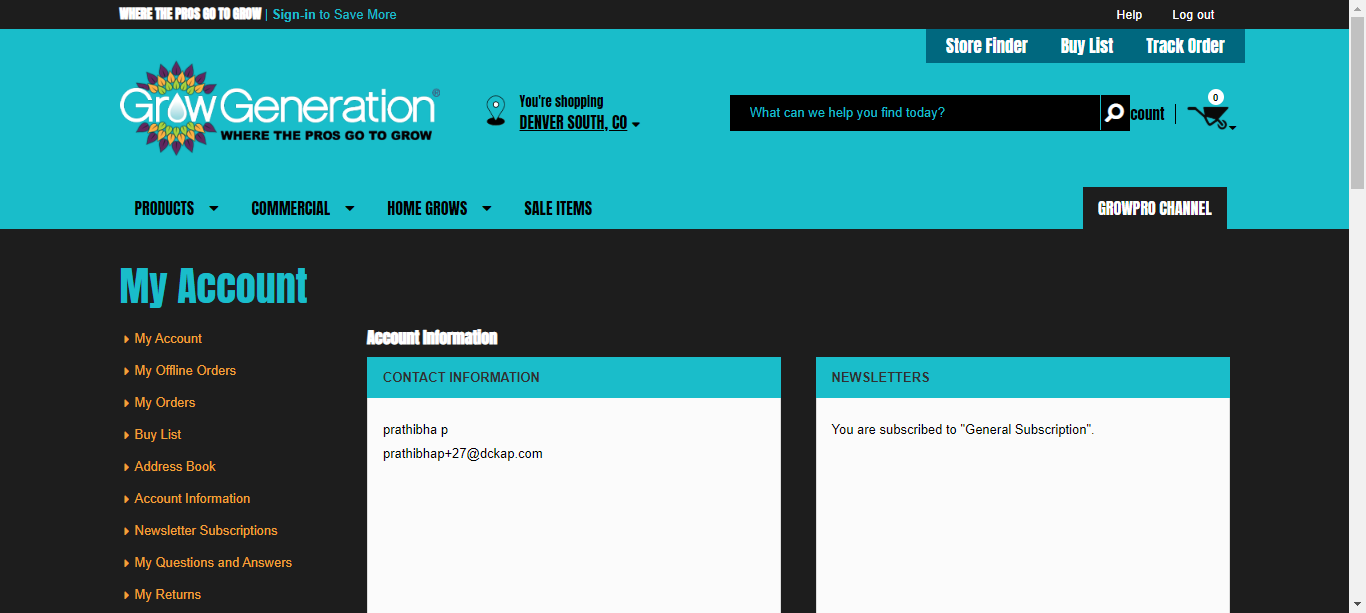 WHERE THE PROS GO TO GROW | Sign-in to Save More
Help Log out
Store Finder Buy List Track Order
GrowGeneration®
WHERE THE PROS GO TO GROW
You're shopping
DENVER SOUTH, CO
What can we help you find today?
count
0
PRODUCTS COMMERCIAL HOME GROWS SALE ITEMS
GROWPRO CHANNEL
My Account
My Account
My Offline Orders
My Orders
Buy List
Address Book
Account Information
Newsletter Subscriptions
My Questions and Answers
My Returns
Account Information
CONTACT INFORMATION
prathibha p
prathibhap+27@dckap.com
NEWSLETTERS
You are subscribed to "General Subscription".